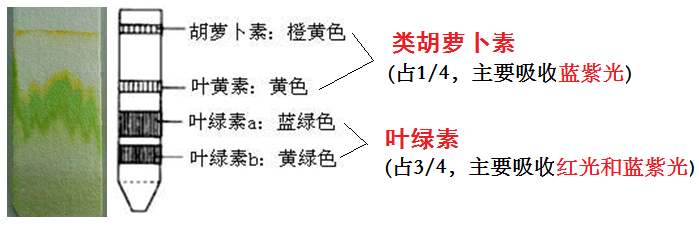 胡萝卜素：橙黄色
叶黄素：黄色
叶绿素a：蓝绿色
叶绿素b：黄绿色
类胡萝卜素
(占1/4，主要吸收蓝紫光)
叶绿素
(占3/4，主要吸收红光和蓝紫光)